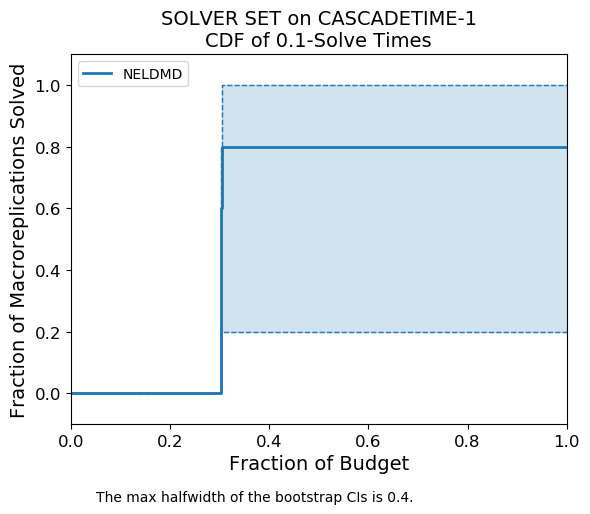 SOLVER SET on CASCADETIME-1
CDF of 0.1-Solve Times
NELDMD
Fraction of Macroreplications Solved
1.0
0.8
0.6
0.4
0.2
0.0
0.0 0.2 0.4 0.6 0.8 1.0
Fraction of Budget
The max halfwidth of the bootstrap CIs is 0.4.